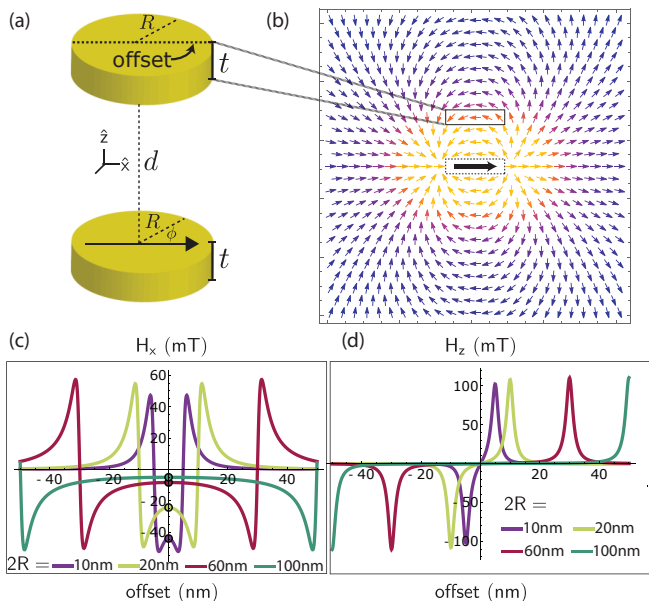 (a)
R
offset
t
ẑ
x̂
d
R
ϕ
t
(b)
(c)
Hx (mT)
60
40
20
- 40
- 20
20
40
- 20
- 40
2R = 10nm 20nm 60nm 100nm
offset (nm)
(d)
Hz (mT)
100
50
- 40
- 20
20
40
- 50
-100
2R =
10nm 20nm
60nm 100nm
offset (nm)